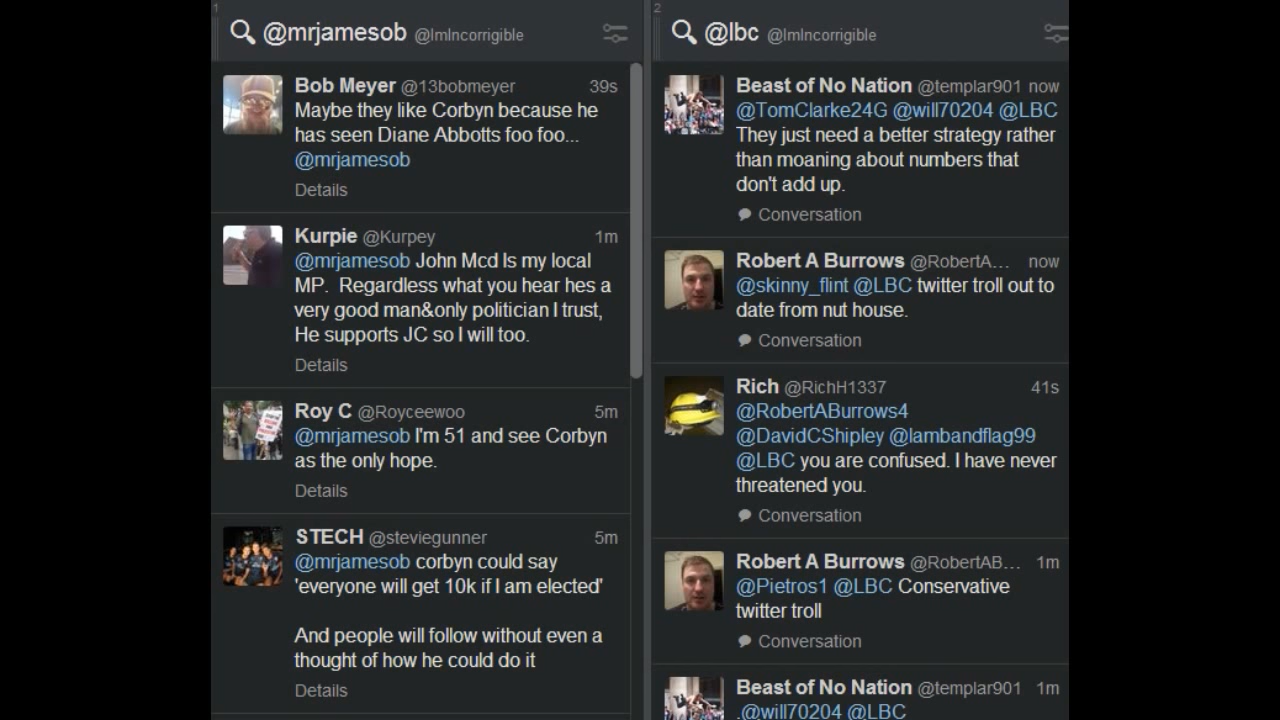 1
@mrjamesob @ImIncorrigible
Bob Meyer @13bobmeyer 39s
Maybe they like Corbyn because he
has seen Diane Abbotts foo foo...
@mrjamesob
Details
Kurpie @Kurpey 1m
@mrjamesob John Mcd Is my local
MP.  Regardless what you hear hes a
very good man&only politician I trust,
He supports JC so I will too.
Details
Roy C @Royceewoo 5m
@mrjamesob I'm 51 and see Corbyn
as the only hope.
Details
STECH @steviegunner 5m
@mrjamesob corbyn could say
'everyone will get 10k if I am elected'
And people will follow without even a
thought of how he could do it
Details
2
@lbc @ImIncorrigible
Beast of No Nation @templar901 now
@TomClarke24G @will70204 @LBC
They just need a better strategy rather
than moaning about numbers that
don't add up.
Conversation
Robert A Burrows @RobertA... now
@skinny_flint @LBC twitter troll out to
date from nut house.
Conversation
Rich @RichH1337 41s
@RobertABurrows4
@DavidCShipley @lambandflag99
@LBC you are confused. I have never
threatened you.
Conversation
Robert A Burrows @RobertAB... 1m
@Pietros1 @LBC Conservative
twitter troll
Conversation
Beast of No Nation @templar901 1m
.@will70204 @LBC